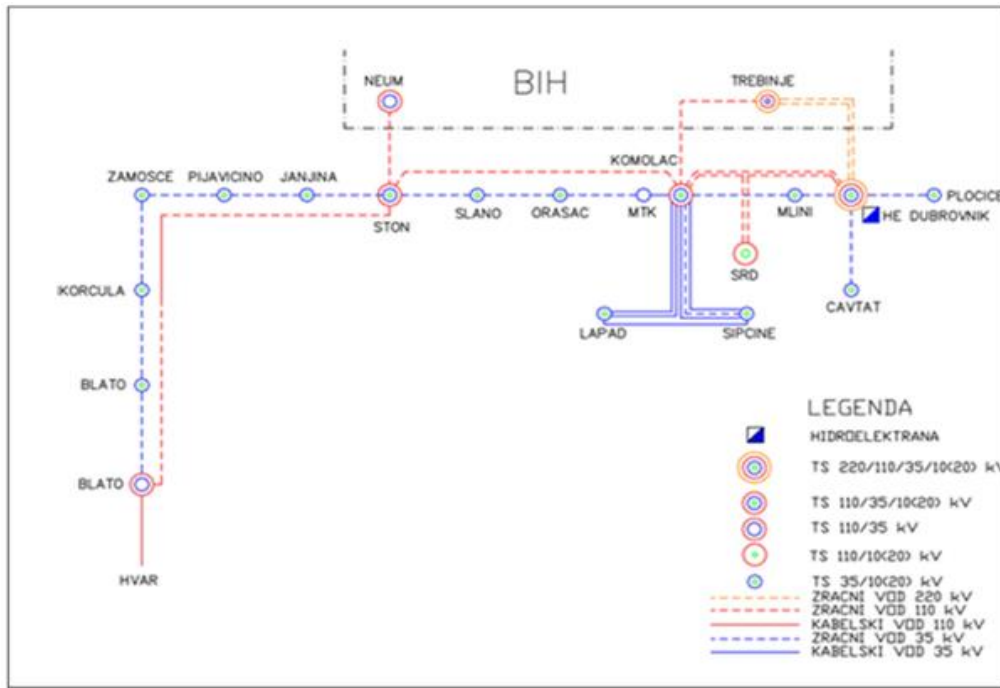 NEUM
BIH
TREBINJE
KOMOLAC
ZAMOSCE
PIJAVICINO
JANJINA
STON
SLANO
ORASAC
MTK
MLINI
PLOCICE
HE DUBROVNIK
SRD
CAVTAT
IKORCULA
LAPAD
SIPCINE
BLATO
BLATO
HVAR
LEGENDA
HIDROELEKTRANA
TS 220/110/35/10(20) kV
TS 110/35/10(20) kV
TS 110/35 kV
TS 110/10(20) kV
TS 35/10(20) kV
ZRACNI VOD 220 kV
ZRACNI VOD 110 kV
KABELSKI VOD 110 kV
ZRACNI VOD 35 kV
KABELSKI VOD 35 kV